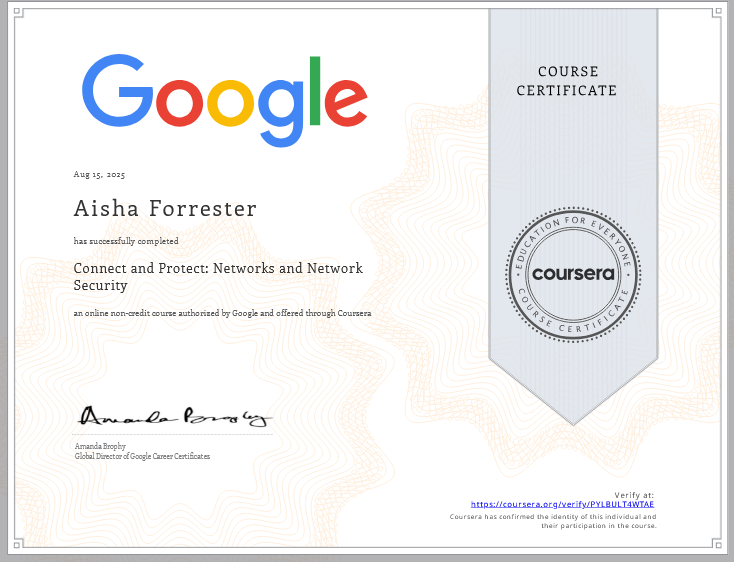 Google
COURSE
CERTIFICATE
Aug 15, 2025
Aisha Forrester
has successfully completed
Connect and Protect: Networks and Network
Security
an online non-credit course authorized by Google and offered through Coursera
EDUCATION FOR EVERYONE
coursera
COURSE CERTIFICATE
Amanda Brophy
Amanda Brophy
Global Director of Google Career Certificates
Verify at:
https://coursera.org/verify/PYLBULT4WTAE
Coursera has confirmed the identity of this individual and
their participation in the course.